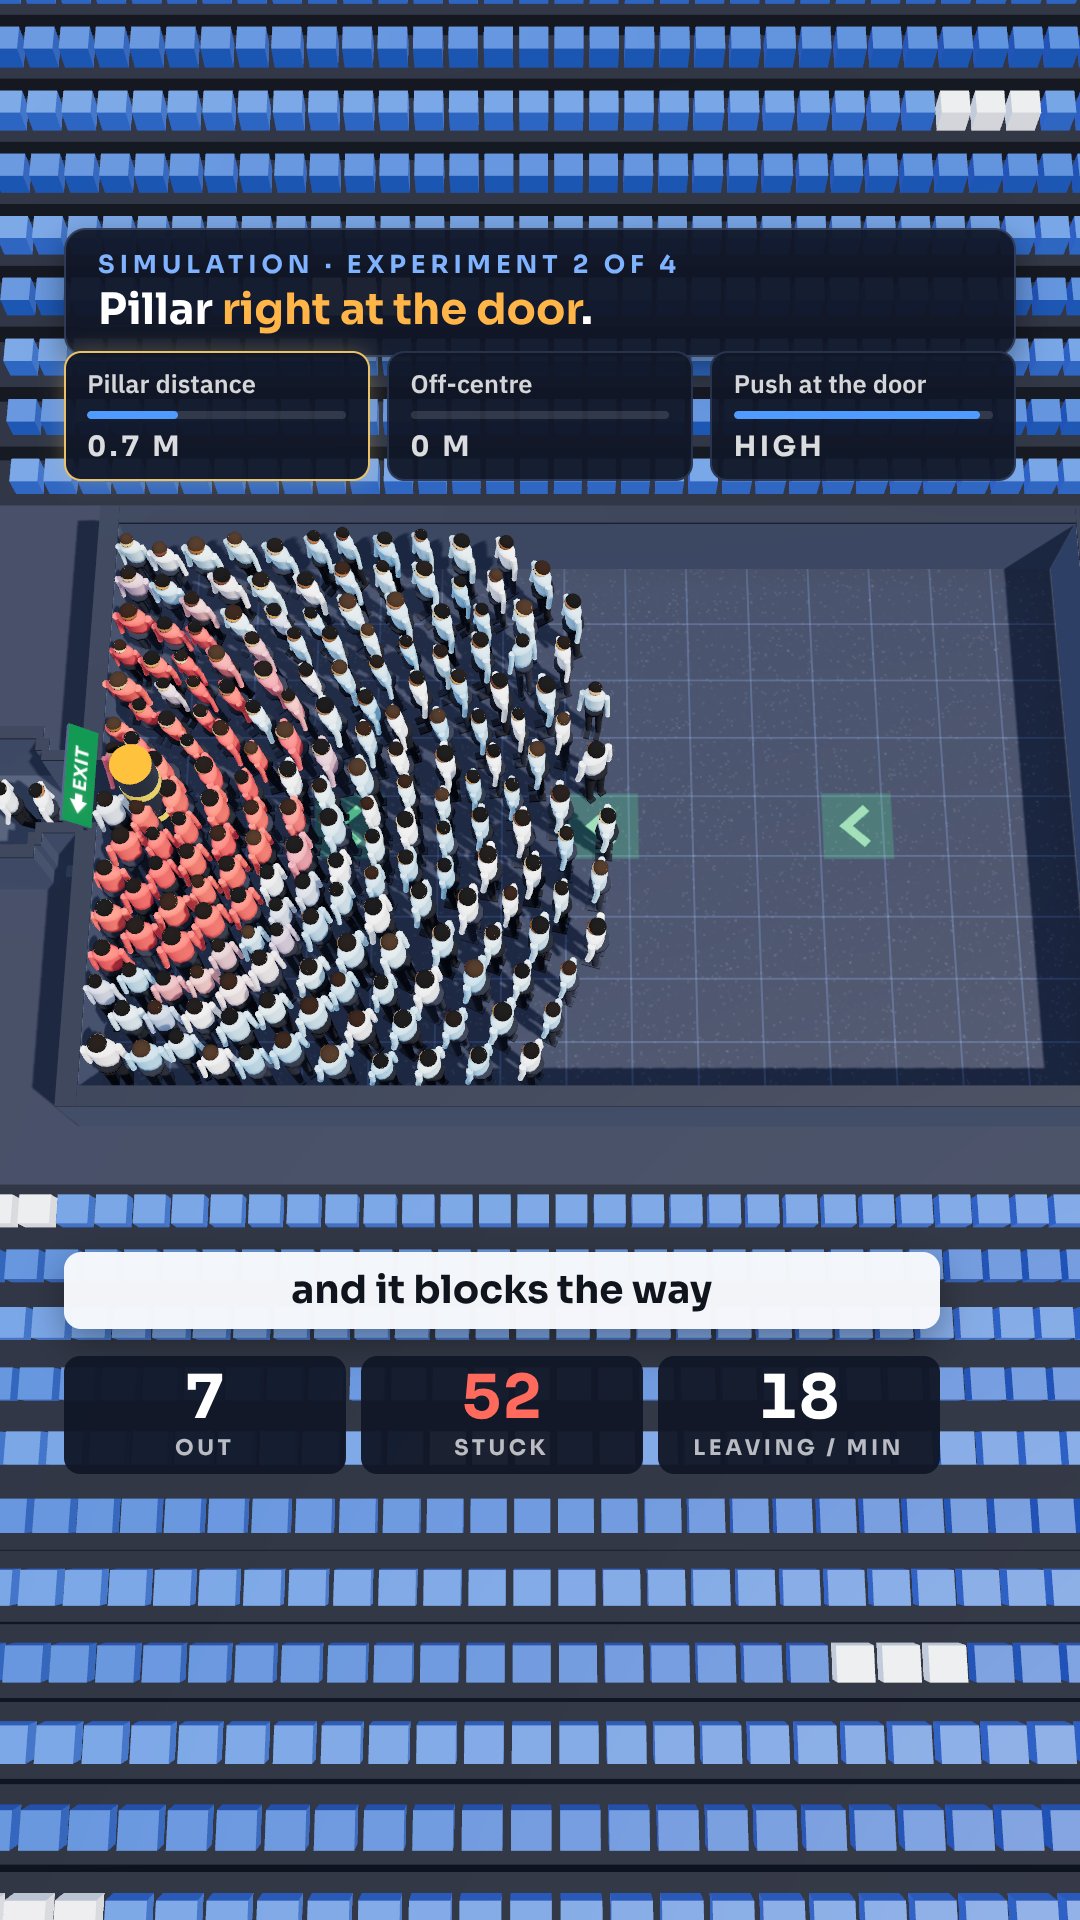 SIMULATION · EXPERIMENT 2 OF 4
Pillar right at the door.
Pillar distance
0.7 M
Off-centre
0 M
Push at the door
HIGH
EXIT
and it blocks the way
7
OUT
52
STUCK
18
LEAVING / MIN